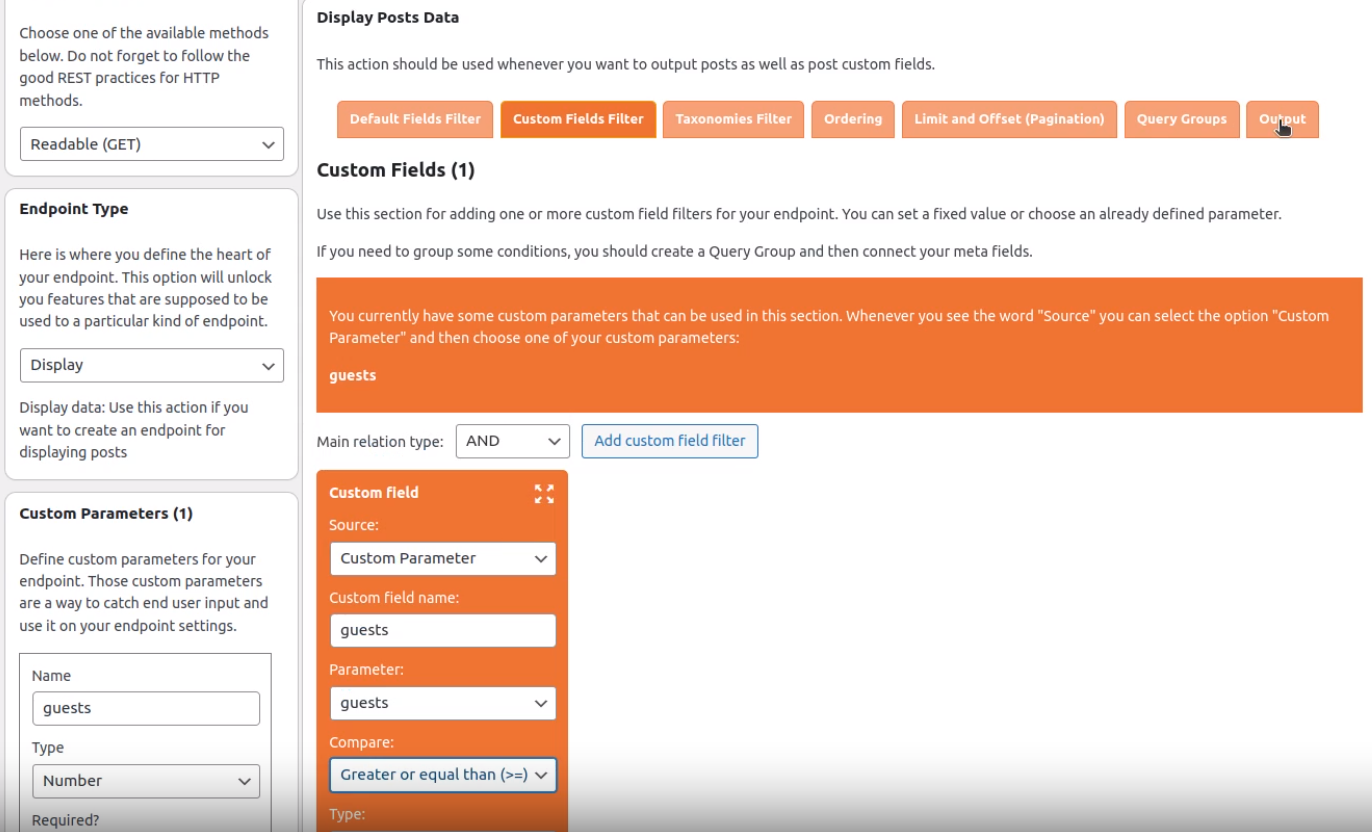 Choose one of the available methods
below. Do not forget to follow the
good REST practices for HTTP
methods.
Readable (GET)
Endpoint Type
Here is where you define the heart of
your endpoint. This option will unlock
you features that are supposed to be
used to a particular kind of endpoint.
Display
Display data: Use this action if you
want to create an endpoint for
displaying posts
Custom Parameters (1)
Define custom parameters for your
endpoint. Those custom parameters
are a way to catch end user input and
use it on your endpoint settings.
Name
guests
Type
Number
Required?
Display Posts Data
This action should be used whenever you want to output posts as well as post custom fields.
Default Fields Filter
Custom Fields Filter
Taxonomies Filter
Ordering
Limit and Offset (Pagination)
Query Groups
Output
Custom Fields (1)
Use this section for adding one or more custom field filters for your endpoint. You can set a fixed value or choose an already defined parameter.
If you need to group some conditions, you should create a Query Group and then connect your meta fields.
You currently have some custom parameters that can be used in this section. Whenever you see the word "Source" you can select the option "Custom
Parameter" and then choose one of your custom parameters:
guests
Main relation type:
AND
Add custom field filter
Custom field
Source:
Custom Parameter
Custom field name:
guests
Parameter:
guests
Compare:
Greater or equal than (>=)
Type: